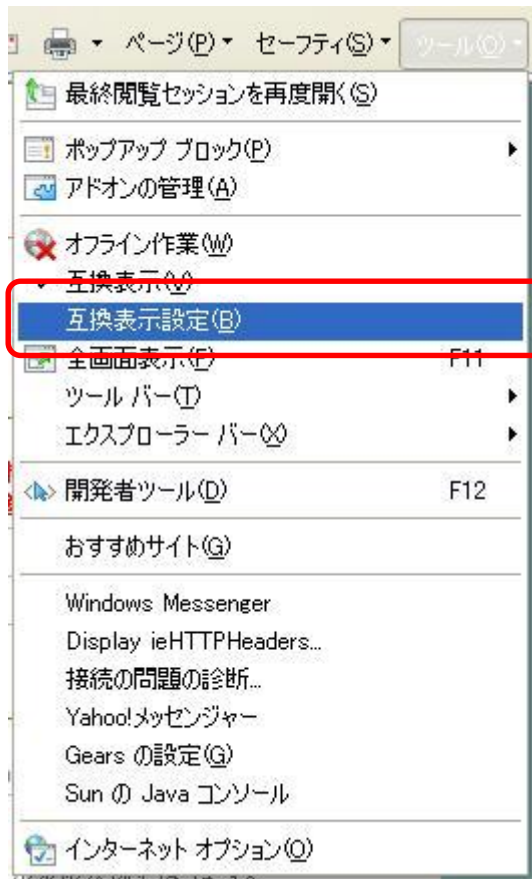 ページ(P) セーフティ(S) ツール(O)
最終閲覧セッションを再度開く(S)
ポップアップ ブロック(P)
アドオンの管理(A)
オフライン作業(W)
互換表示(V)
互換表示設定(B)
全画面表示(F) F11
ツール バー(T)
エクスプローラー バー(X)
開発者ツール(D) F12
おすすめサイト(G)
Windows Messenger
Display ieHTTPHeaders...
接続の問題の診断...
Yahoo!メッセンジャー
Gears の設定(G)
Sun の Java コンソール
インターネット オプション(O)